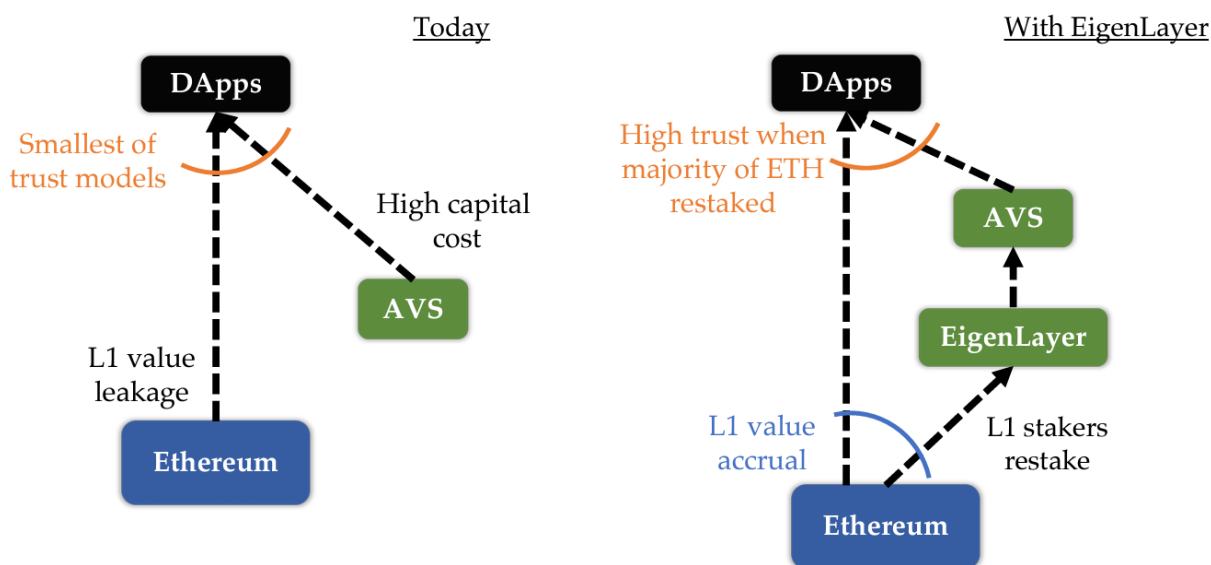 Today
DApps
Smallest of
trust models
High capital
cost
AVS
L1 value
leakage
Ethereum
With EigenLayer
DApps
High trust when
majority of ETH
restaked
AVS
EigenLayer
L1 value
accrual
L1 stakers
restake
Ethereum